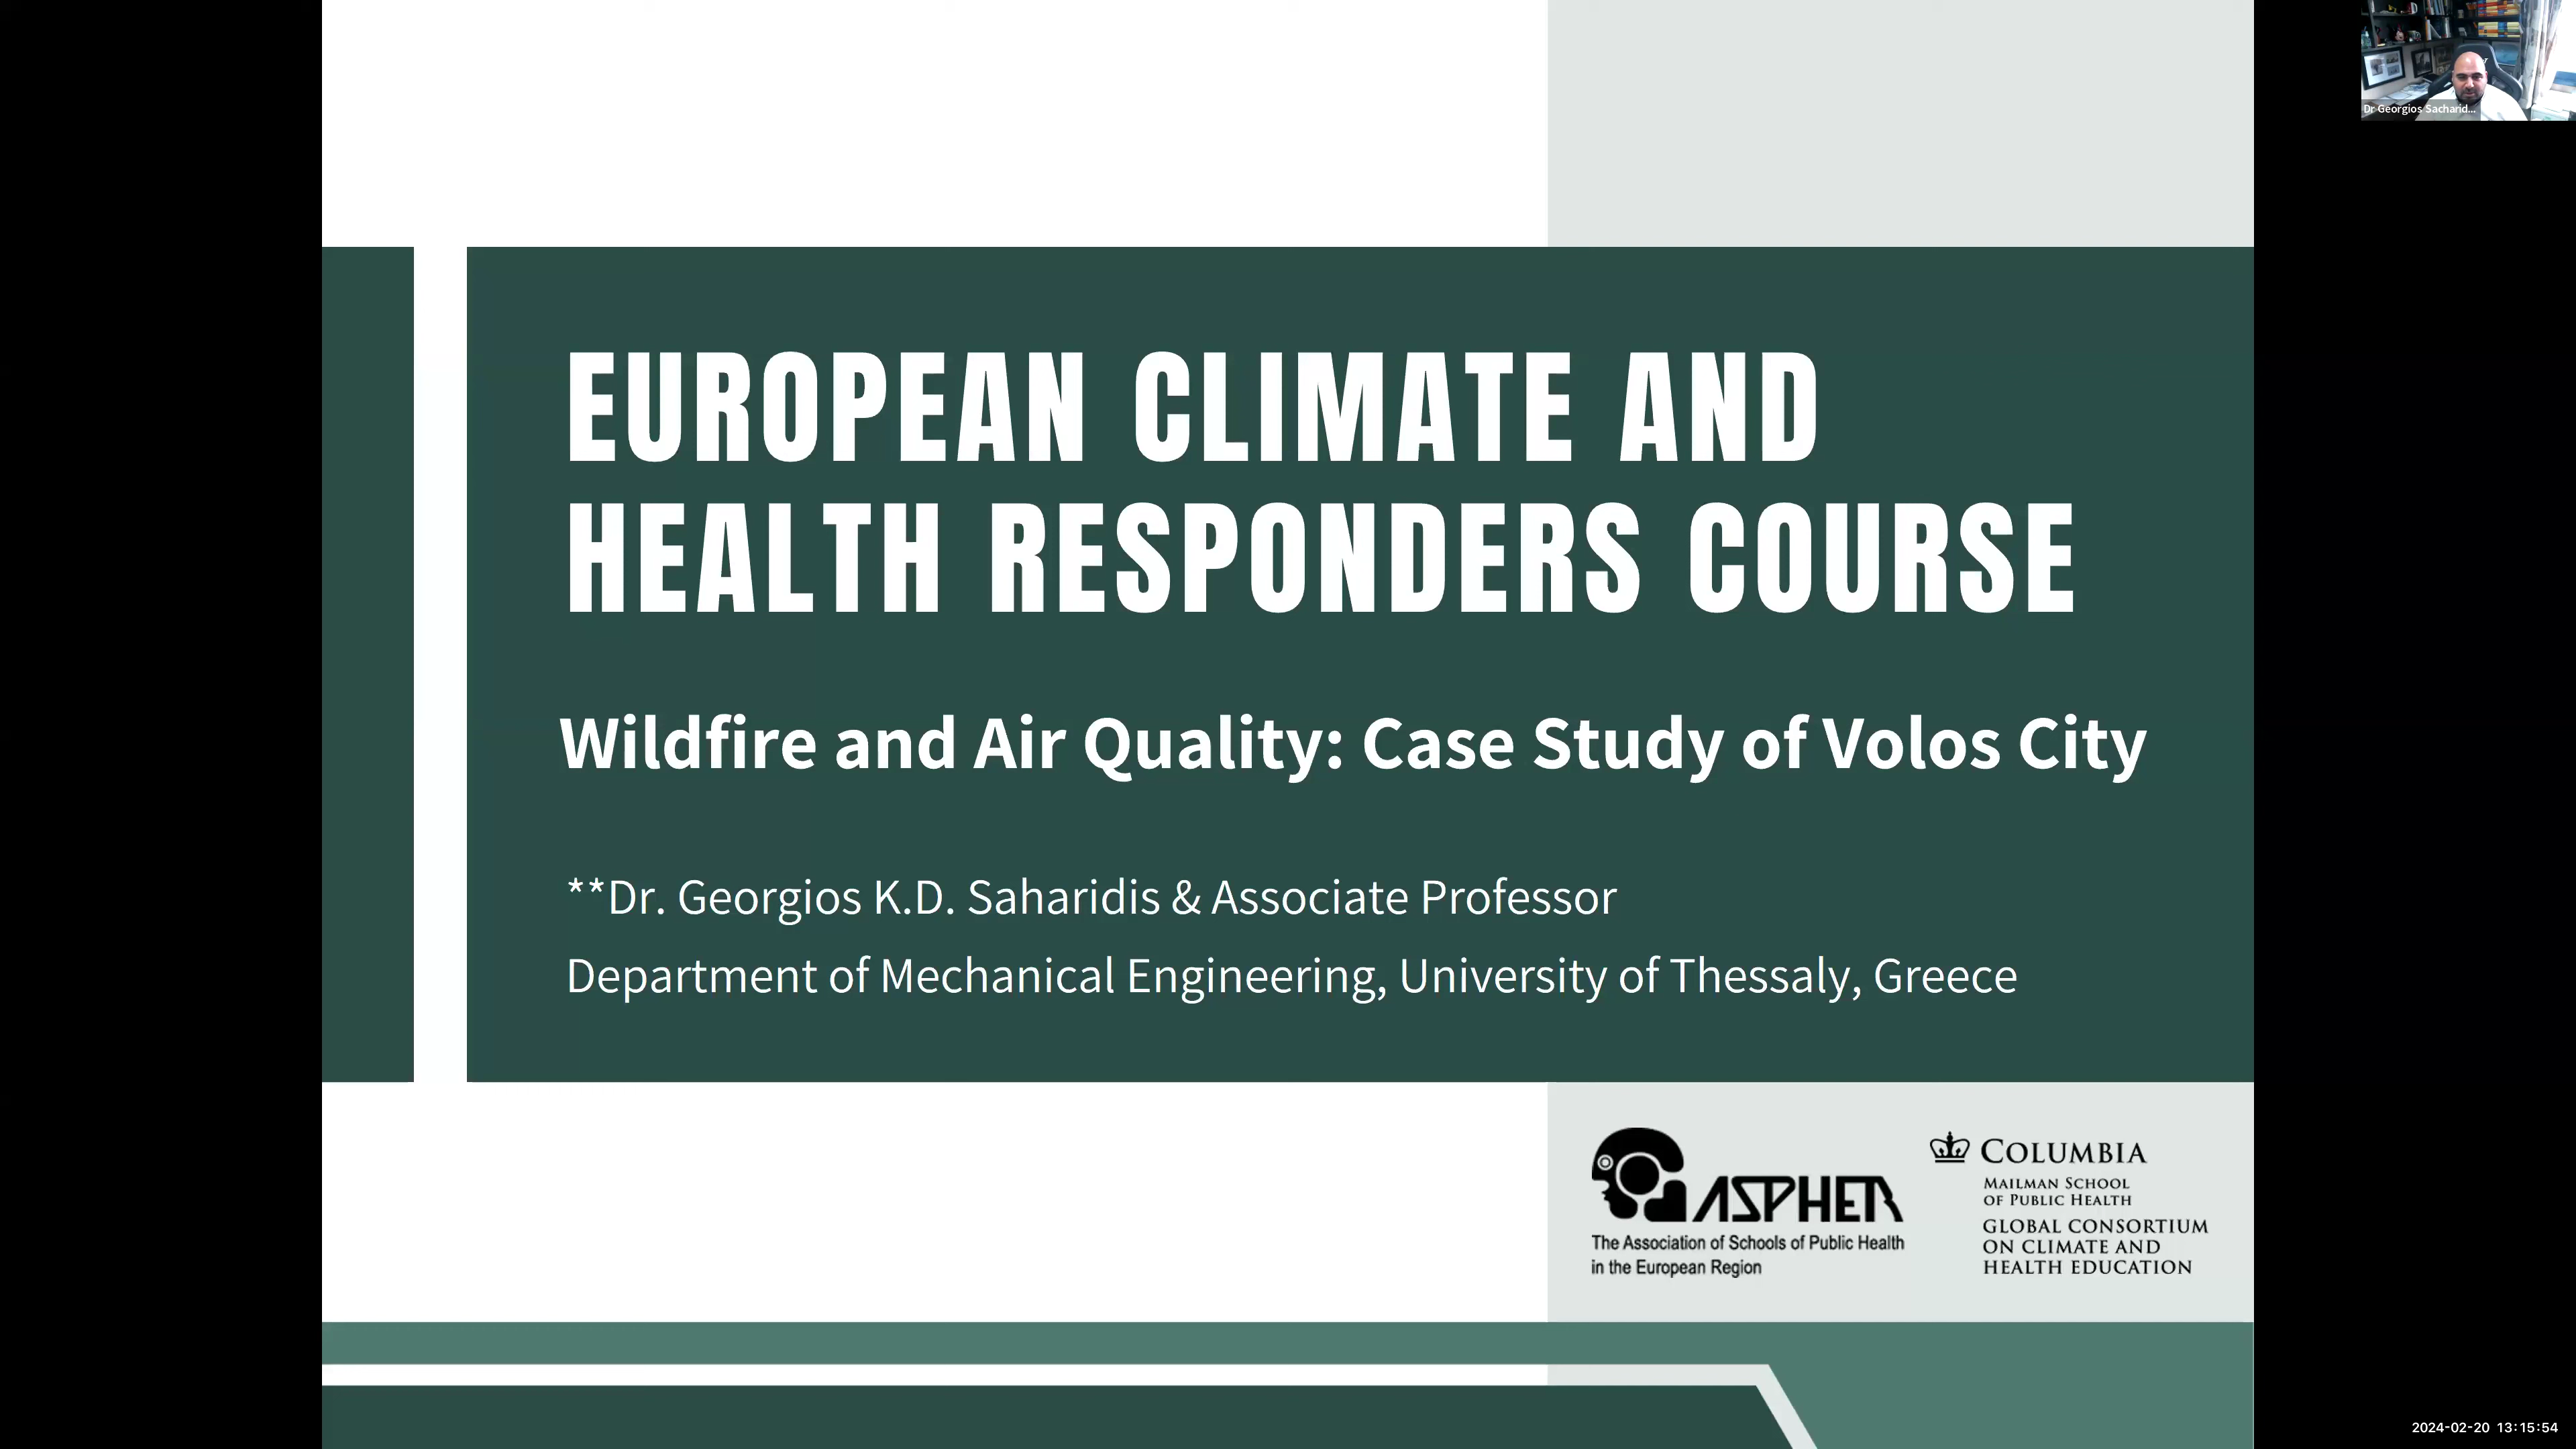 Dr Georgios Sacharid...
EUROPEAN CLIMATE AND
HEALTH RESPONDERS COURSE
Wildfire and Air Quality: Case Study of Volos City
**Dr. Georgios K.D. Saharidis & Associate Professor
Department of Mechanical Engineering, University of Thessaly, Greece
ASPHER
The Association of Schools of Public Health
in the European Region
COLUMBIA
MAILMAN SCHOOL
OF PUBLIC HEALTH
GLOBAL CONSORTIUM
ON CLIMATE AND
HEALTH EDUCATION
2024-02-20 13:15:54